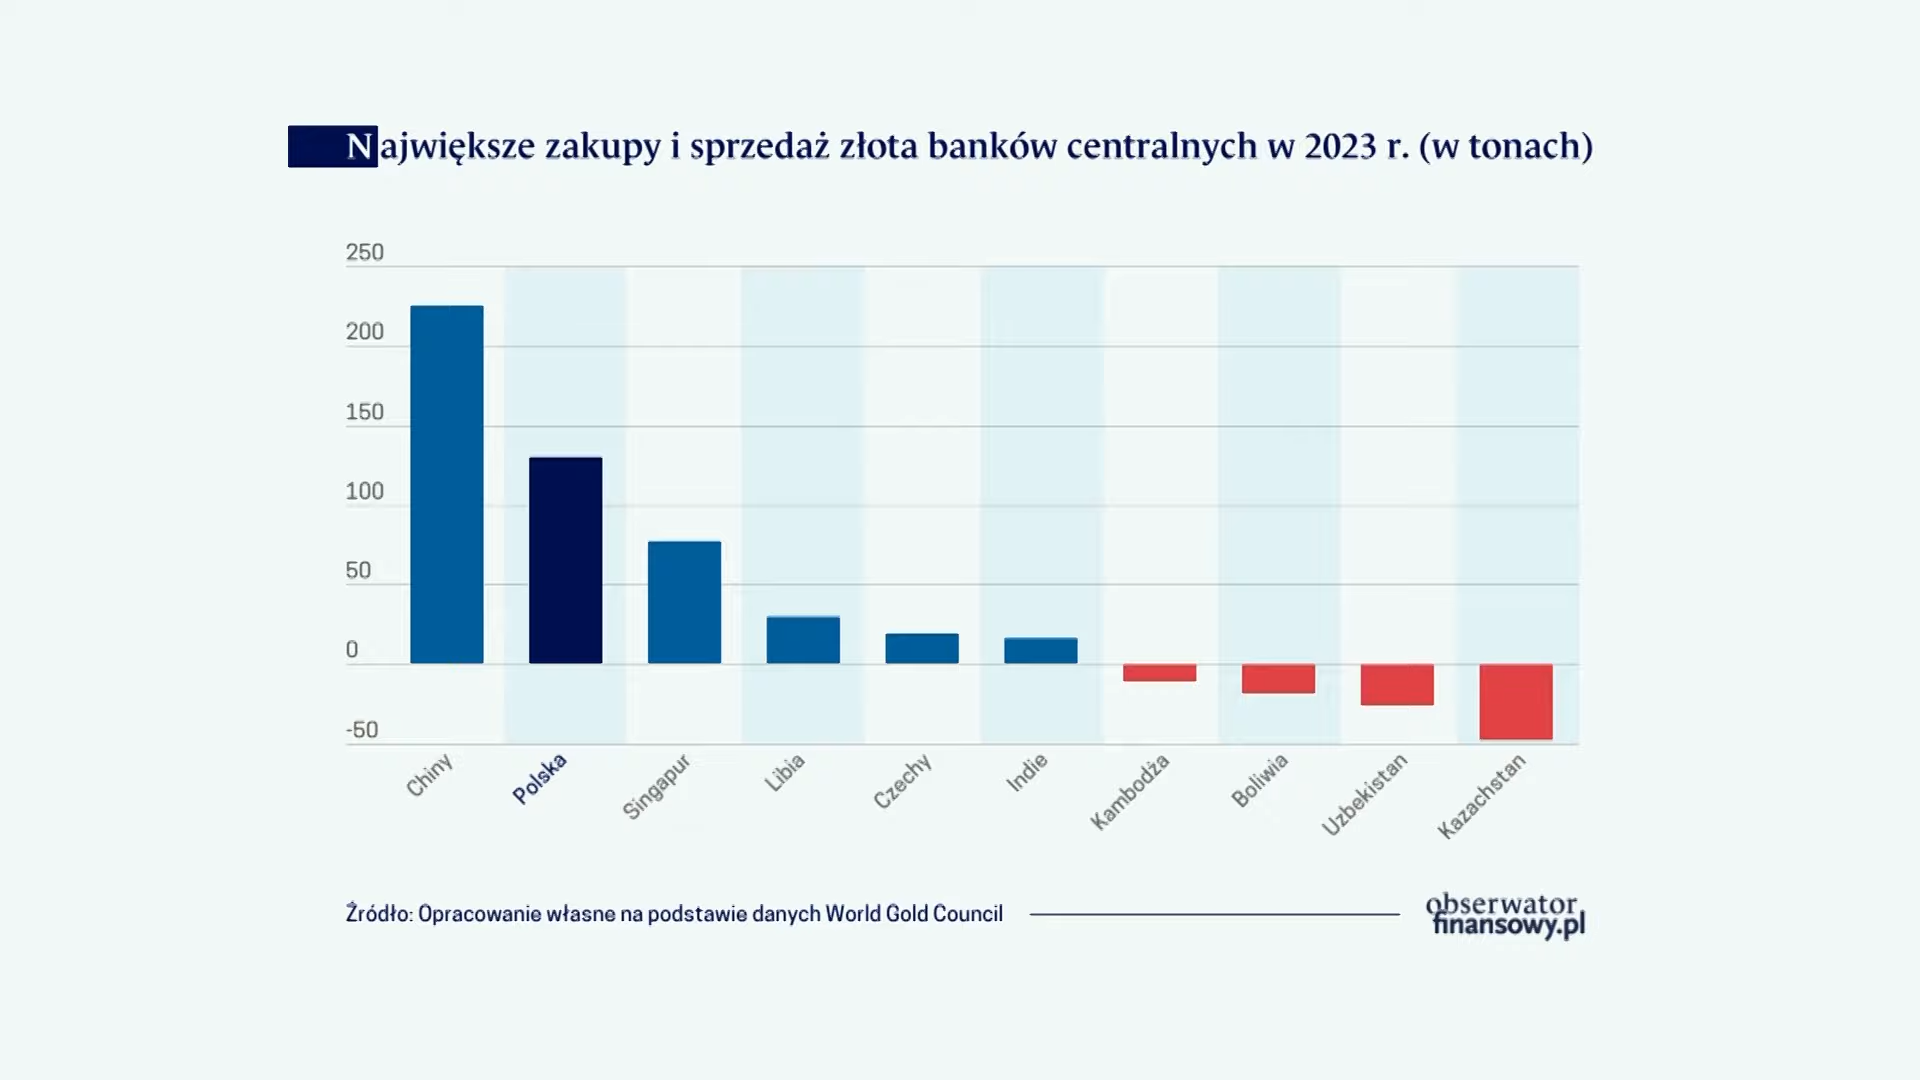 Największe zakupy i sprzedaż złota banków centralnych w 2023 r. (w tonach)
250
200
150
100
50
0
-50
Chiny
Polska
Singapur
Libia
Czechy
Indie
Kambodża
Boliwia
Uzbekistan
Kazachstan
Źródło: Opracowanie własne na podstawie danych World Gold Council
obserwator
finansowy.pl